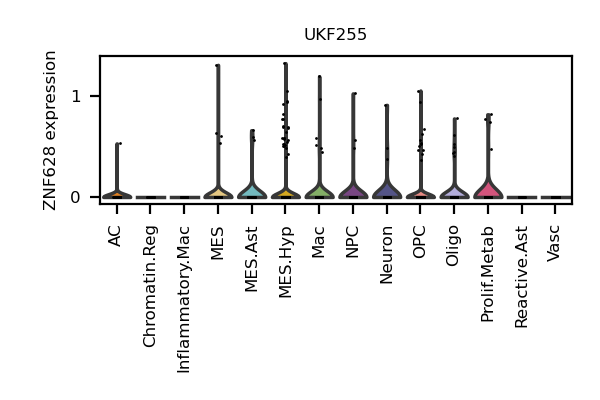 UKF255
ZNF628 expression
1
0
AC
Chromatin.Reg
Inflammatory.Mac
MES
MES.Ast
MES.Hyp
Mac
NPC
Neuron
OPC
Oligo
Prolif.Metab
Reactive.Ast
Vasc